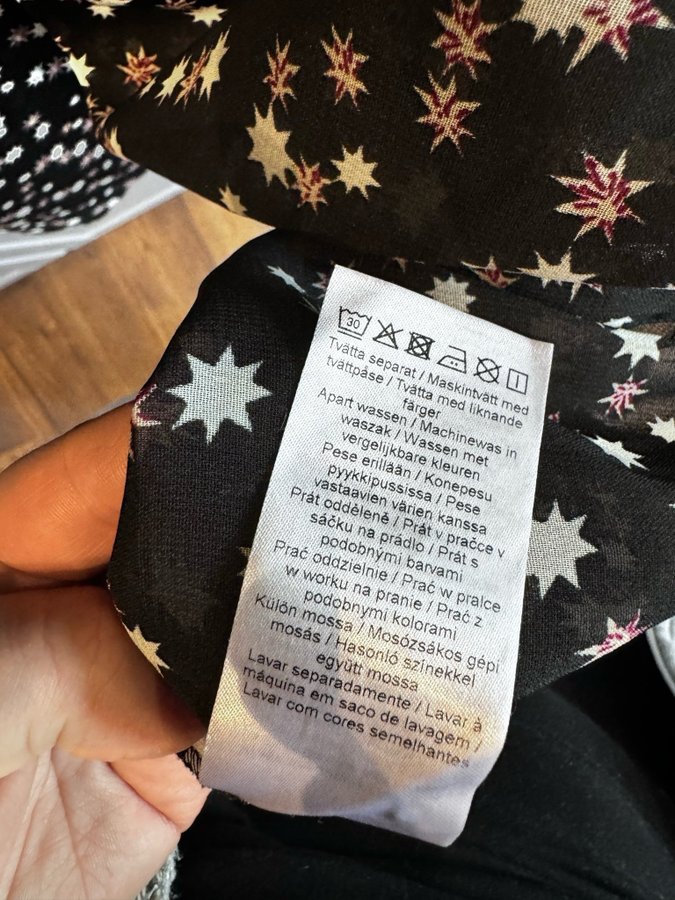 30
Tvätta separat / Maskintvätt med
tvättpåse / Tvätta med liknande
färger
Apart wassen / Machinewas in
waszak / Wassen met
vergelijkbare kleuren
Pese erillään / Konepesu
pyykkipussissa / Pese
vastaavien värien kanssa
Prát odděleně / Prát v pračce v
sáčku na prádlo / Prát s
podobnými barvami
Prać oddzielnie / Prać w pralce
w worku na pranie / Prać z
podobnymi kolorami
Külön mossa / Mosózsákos gépi
mosás / Hasonló színekkel
együtt mossa
Lavar separadamente / Lavar à
máquina em saco de lavagem /
Lavar com cores semelhantes